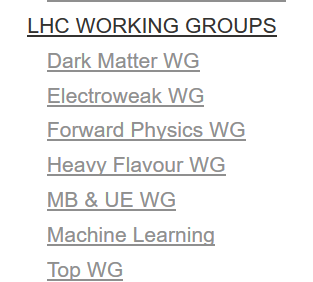 LHC WORKING GROUPS
Dark Matter WG
Electroweak WG
Forward Physics WG
Heavy Flavour WG
MB & UE WG
Machine Learning
Top WG